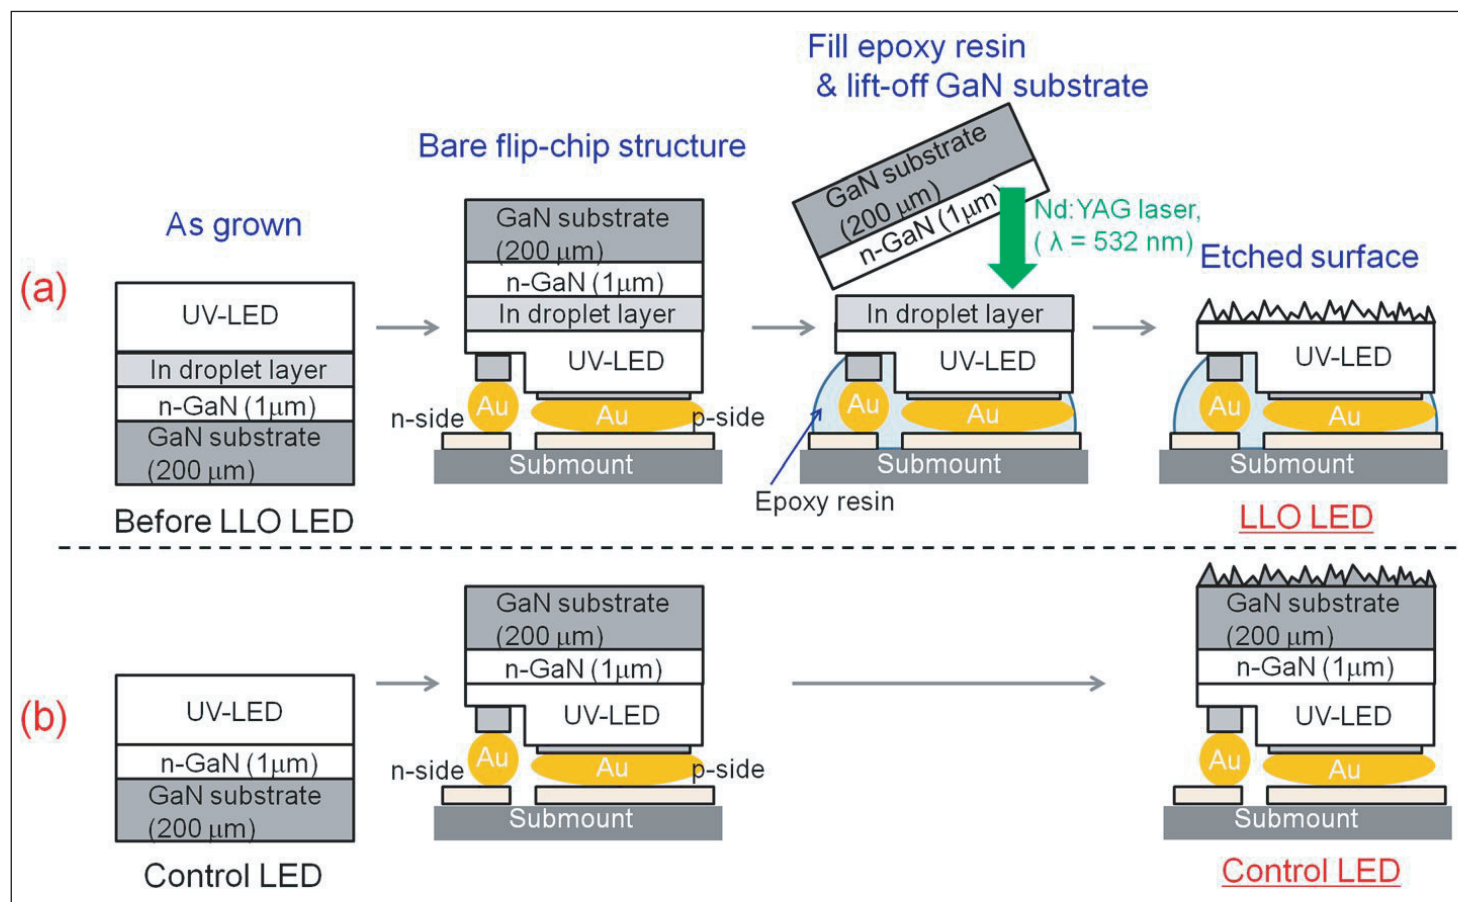 Fill epoxy resin
& lift-off GaN substrate
Bare flip-chip structure
As grown
Etched surface
(a)
UV-LED
In droplet layer
n-GaN (1μm)
GaN substrate
(200 μm)
Before LLO LED
GaN substrate
(200 μm)
n-GaN (1μm)
In droplet layer
UV-LED
n-side
Au
Au
p-side
Submount
GaN substrate
(200 μm)
n-GaN (1μm)
Nd:YAG laser,
( λ = 532 nm)
In droplet layer
UV-LED
Au
Au
Submount
Epoxy resin
UV-LED
Au
Au
Submount
LLO LED
(b)
UV-LED
n-GaN (1μm)
GaN substrate
(200 μm)
Control LED
GaN substrate
(200 μm)
n-GaN (1μm)
UV-LED
n-side
Au
Au
p-side
Submount
GaN substrate
(200 μm)
n-GaN (1μm)
UV-LED
Au
Au
Submount
Control LED